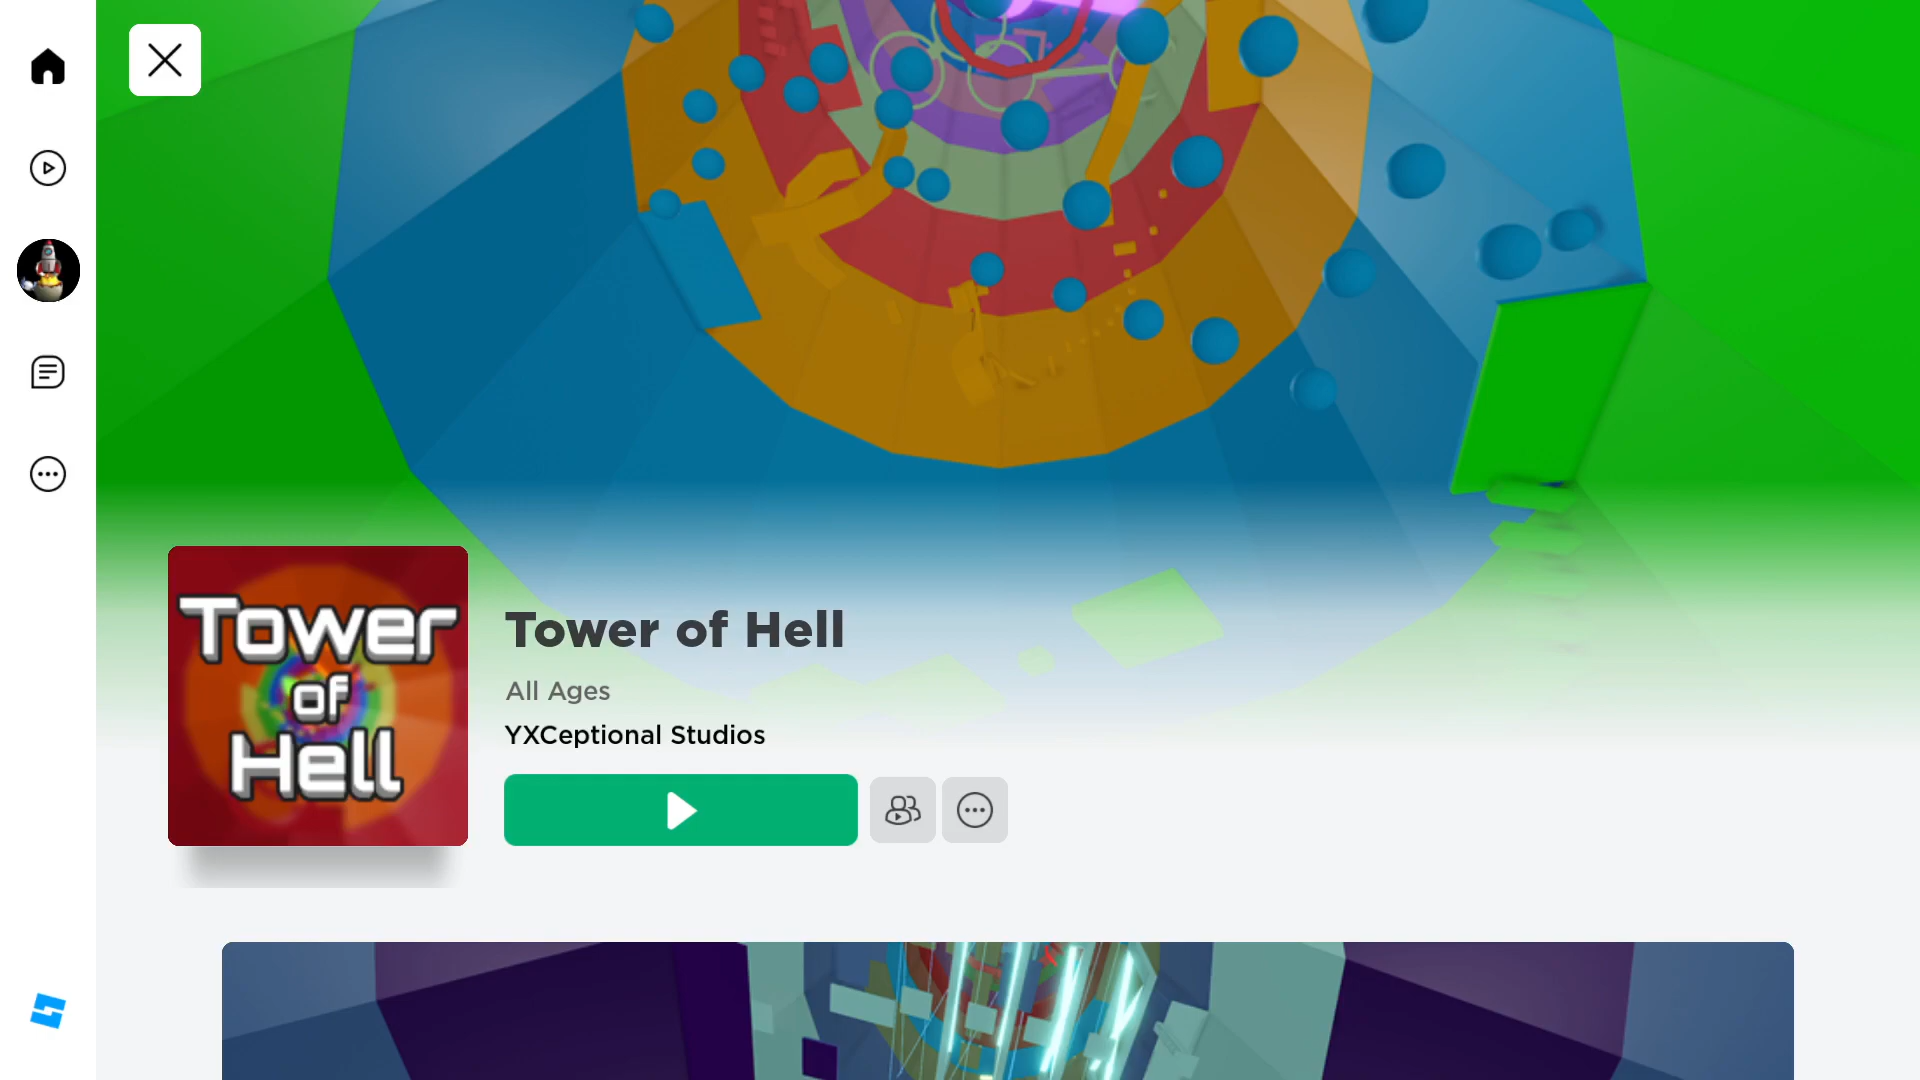 Tower
of
Hell
Tower of Hell
All Ages
YXCeptional Studios